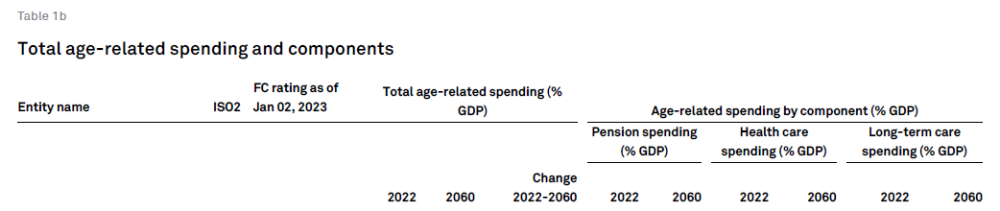 Table 1b
Total age-related spending and components
FC rating as of
Entity name ISO2 Jan 02, 2023
Total age-related spending (%
GDP)
Age-related spending by component (% GDP)
Pension spending
(% GDP)
Health care
spending (% GDP)
Long-term care
spending (% GDP)
Change
2022 2060 2022-2060 2022 2060 2022 2060 2022 2060